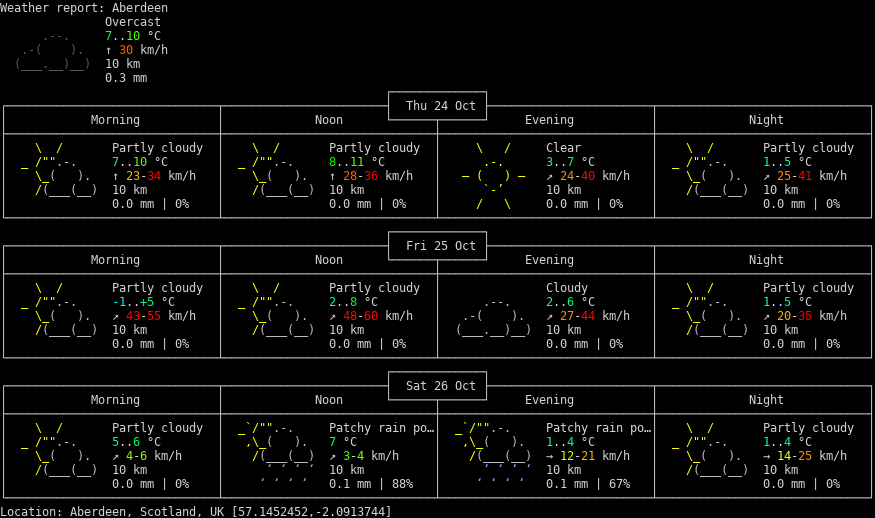 Weather report: Aberdeen
Overcast
7..10 °C
↑ 30 km/h
10 km
0.3 mm
Thu 24 Oct
Morning Noon Evening Night
Partly cloudy Partly cloudy Clear Partly cloudy
7..10 °C 8..11 °C 3..7 °C 1..5 °C
↑ 23-34 km/h ↑ 28-36 km/h ↗ 24-40 km/h ↗ 25-41 km/h
10 km 10 km 10 km 10 km
0.0 mm | 0% 0.0 mm | 0% 0.0 mm | 0% 0.0 mm | 0%
Fri 25 Oct
Morning Noon Evening Night
Partly cloudy Partly cloudy Cloudy Partly cloudy
-1..+5 °C 2..8 °C 2..6 °C 1..5 °C
↗ 43-55 km/h ↗ 48-60 km/h ↗ 27-44 km/h ↗ 20-35 km/h
10 km 10 km 10 km 10 km
0.0 mm | 0% 0.0 mm | 0% 0.0 mm | 0% 0.0 mm | 0%
Sat 26 Oct
Morning Noon Evening Night
Partly cloudy Patchy rain po… Patchy rain po… Partly cloudy
5..6 °C 7 °C 1..4 °C 1..4 °C
↗ 4-6 km/h ↗ 3-4 km/h → 12-21 km/h → 14-25 km/h
10 km 10 km 10 km 10 km
0.0 mm | 0% 0.1 mm | 88% 0.1 mm | 67% 0.0 mm | 0%
Location: Aberdeen, Scotland, UK [57.1452452,-2.0913744]